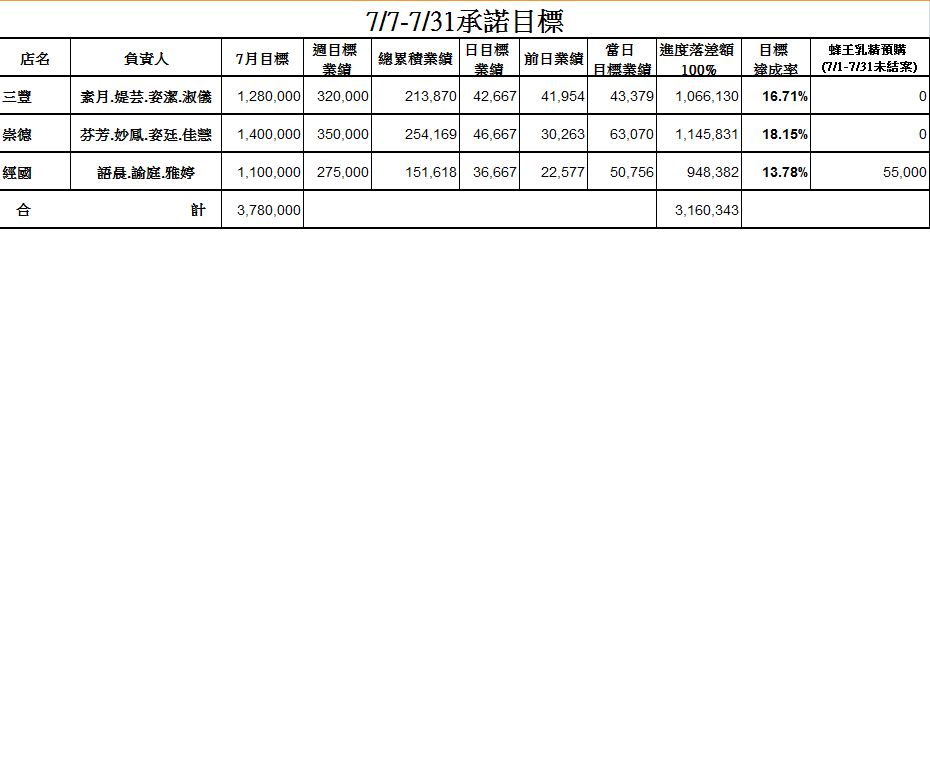 7/7-7/31承諾目標
店名 負責人 7月目標 週目標業績 總累積業績 日目標業績 前日業績 當日目標業績 進度落差額100% 目標達成率 蜂王乳精預購(7/1-7/31未結案)
三豐 素月.媞芸.姿潔.淑儀 1,280,000 320,000 213,870 42,667 41,954 43,379 1,066,130 16.71% 0
崇德 芬芳.妙鳳.姿廷.佳慧 1,400,000 350,000 254,169 46,667 30,263 63,070 1,145,831 18.15% 0
經國 語晨.諭庭.雅婷 1,100,000 275,000 151,618 36,667 22,577 50,756 948,382 13.78% 55,000
合 計 3,780,000 3,160,343